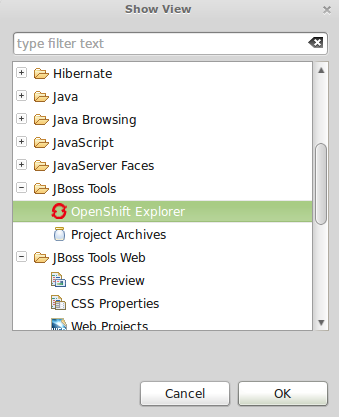 Show View
type filter text
Hibernate
Java
Java Browsing
JavaScript
JavaServer Faces
JBoss Tools
OpenShift Explorer
Project Archives
JBoss Tools Web
CSS Preview
CSS Properties
Web Projects
Cancel
OK